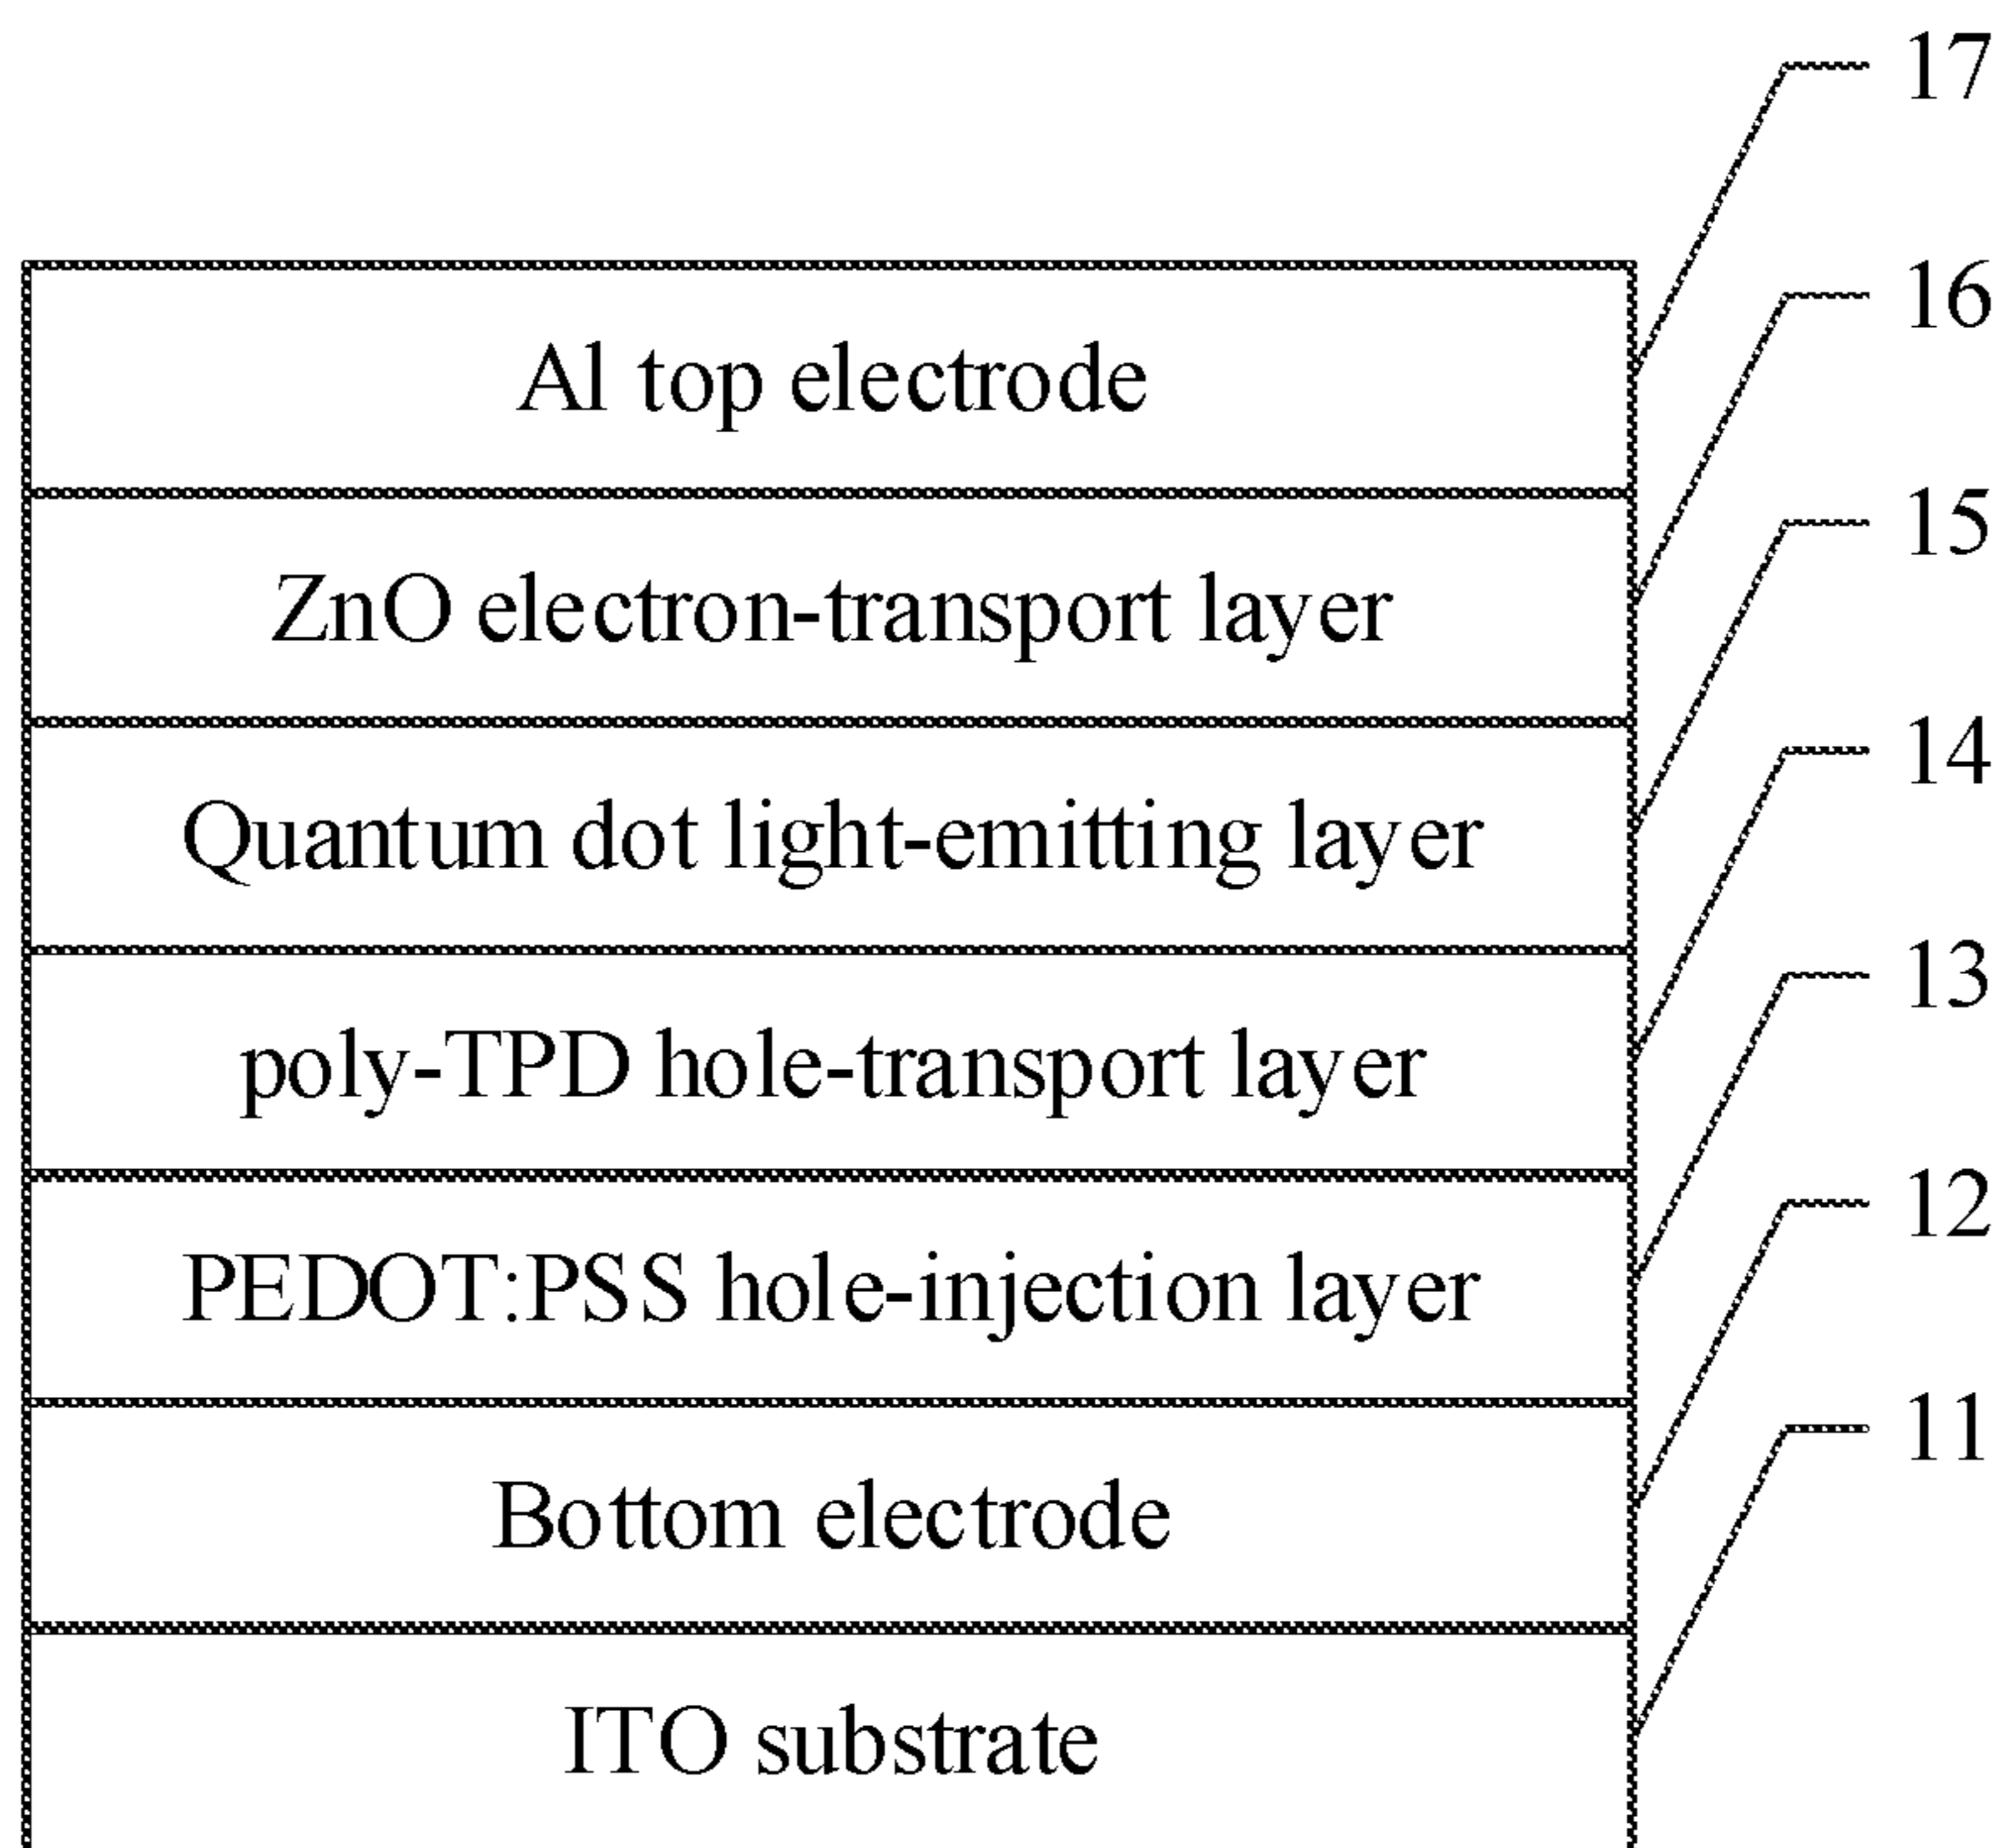 17
16
Al top electrode
15
ZnO electron-transport layer
14
Quantum dot light-emitting layer
13
poly-TPD hole-transport layer
12
PEDOT:PSS hole-injection layer
11
Bottom electrode
ITO substrate